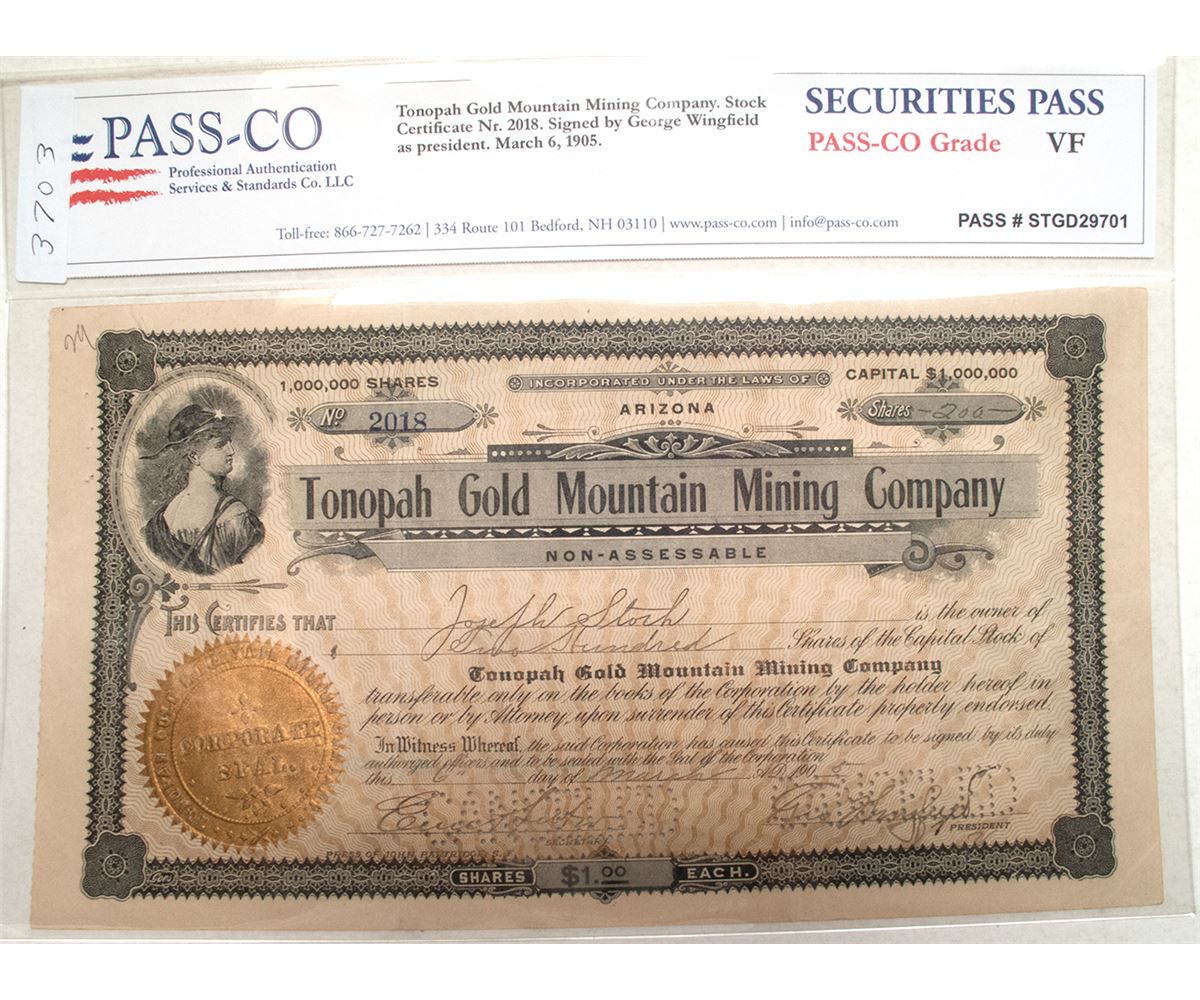 3703
PASS-CO
Professional Authentication
Services & Standards Co. LLC
Tonopah Gold Mountain Mining Company. Stock
Certificate Nr. 2018. Signed by George Wingfield
as president. March 6, 1905.
SECURITIES PASS
PASS-CO Grade VF
Toll-free: 866-727-7262 | 334 Route 101 Bedford, NH 03110 | www.pass-co.com | info@pass-co.com
PASS # STGD29701
1,000,000 SHARES
INCORPORATED UNDER THE LAWS OF
CAPITAL $1,000,000
No 2018
ARIZONA
Shares -200-
Tonopah Gold Mountain Mining Company
NON-ASSESSABLE
THIS CERTIFIES THAT Joseph Stoch is the owner of
Two Hundred Shares of the Capital Stock of
Tonopah Gold Mountain Mining Company
transferable only on the books of the Corporation by the holder hereof in
person or by Attorney, upon surrender of this Certificate properly endorsed.
In Witness Whereof, the said Corporation has caused this Certificate to be signed by its duly
authorized officers and to be sealed with the Seal of the Corporation
this 6th day of March A.D. 1905
CORPORATE
SEAL.
SECRETARY
Geo Wingfield
PRESIDENT
PRESS OF JOHN PARTRIDGE, S.F.
SHARES $1.00 EACH.